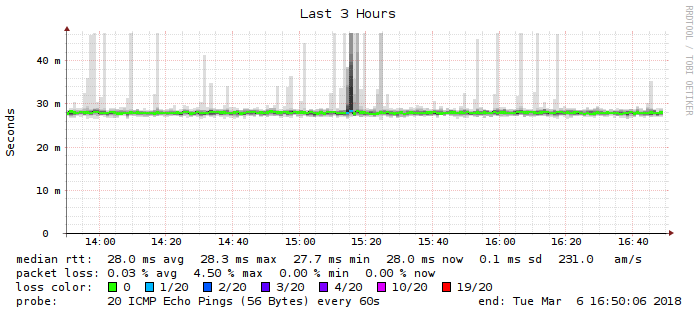 Last 3 Hours
RRDTOOL / TOBI OETIKER
Seconds
40 m
30 m
20 m
10 m
0
14:00 14:20 14:40 15:00 15:20 15:40 16:00 16:20 16:40
median rtt: 28.0 ms avg 28.3 ms max 27.7 ms min 28.0 ms now 0.1 ms sd 231.0 am/s
packet loss: 0.03 % avg 4.50 % max 0.00 % min 0.00 % now
loss color: 0 1/20 2/20 3/20 4/20 10/20 19/20
probe: 20 ICMP Echo Pings (56 Bytes) every 60s end: Tue Mar 6 16:50:06 2018